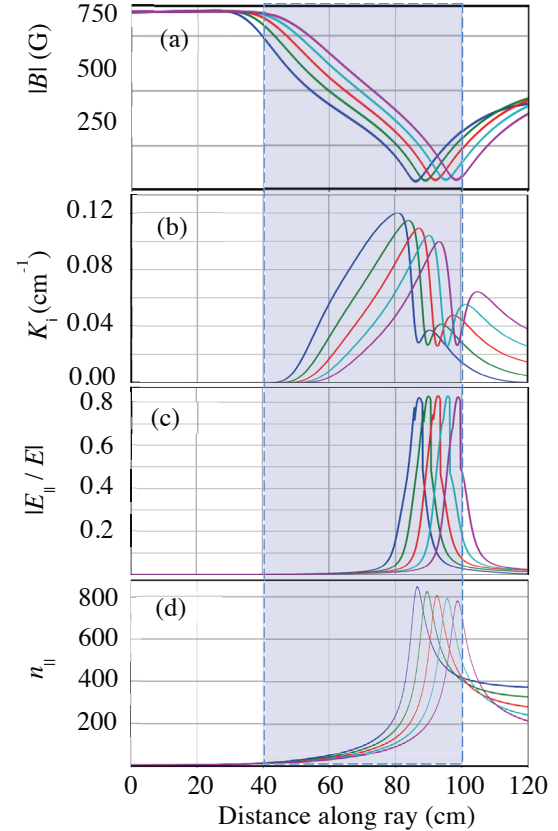 750
500
250
|B| (G)
(a)
0.12
0.08
0.04
0.00
K_i (cm^-1)
(b)
0.8
0.6
0.4
0.2
|E_∥ / E|
(c)
800
600
400
200
n_∥
(d)
0 20 40 60 80 100 120
Distance along ray (cm)